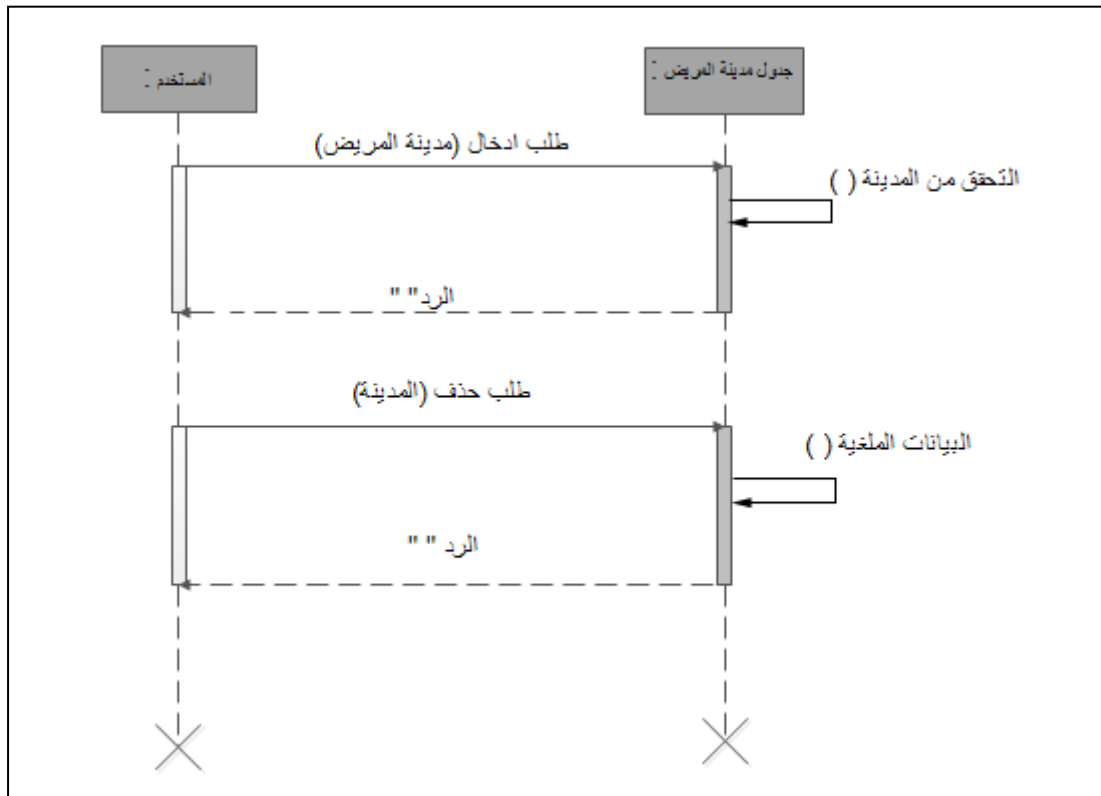 المستخدم :
جدول مدينة المريض :
طلب ادخال (مدينة المريض)
التحقق من المدينة ( )
الرد" "
طلب حذف (المدينة)
البيانات الملغية ( )
الرد " "